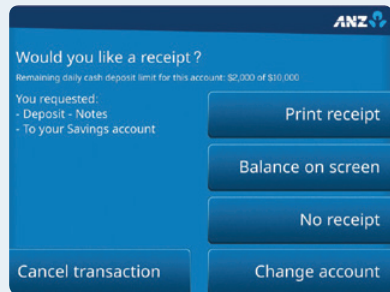 ANZ
Would you like a receipt?
Remaining daily cash deposit limit for this account: $2,000 of $10,000
You requested:
- Deposit - Notes
- To your Savings account
Print receipt
Balance on screen
No receipt
Cancel transaction
Change account